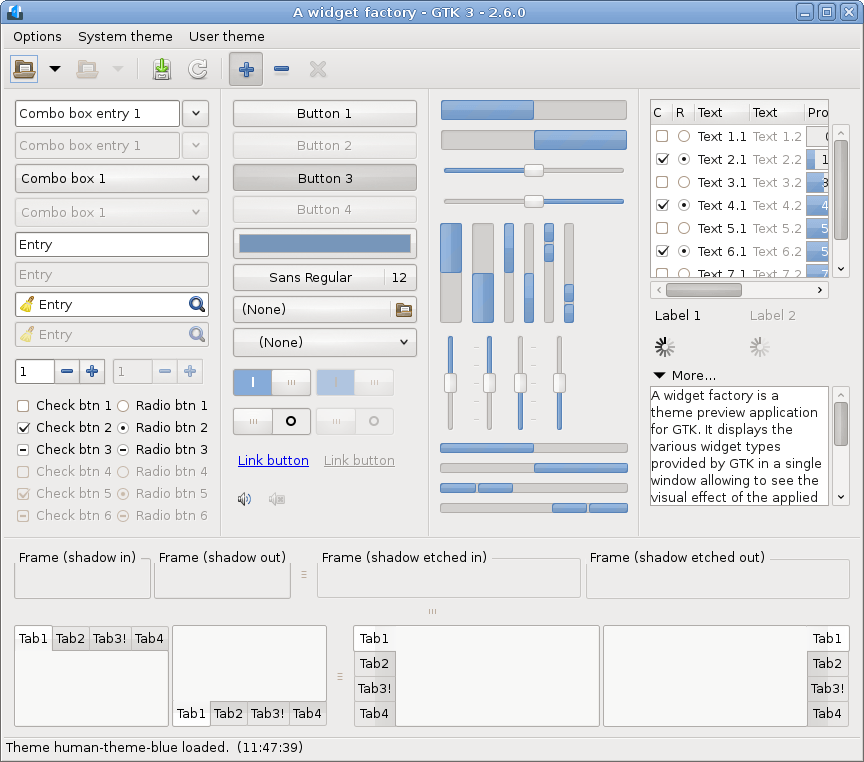 A widget factory - GTK 3 - 2.6.0
Options System theme User theme
Combo box entry 1
Combo box entry 1
Combo box 1
Combo box 1
Entry
Entry
Entry
Entry
1 1
Check btn 1 Radio btn 1
Check btn 2 Radio btn 2
Check btn 3 Radio btn 3
Check btn 4 Radio btn 4
Check btn 5 Radio btn 5
Check btn 6 Radio btn 6
Button 1
Button 2
Button 3
Button 4
Sans Regular 12
(None)
(None)
Link button Link button
C R Text Text Pro
Text 1.1 Text 1.2
Text 2.1 Text 2.2 1
Text 3.1 Text 3.2 3
Text 4.1 Text 4.2 4
Text 5.1 Text 5.2 5
Text 6.1 Text 6.2 5
Text 7.1 Text 7.2 7
Label 1 Label 2
More...
A widget factory is a
theme preview application
for GTK. It displays the
various widget types
provided by GTK in a single
window allowing to see the
visual effect of the applied
Frame (shadow in) Frame (shadow out) Frame (shadow etched in) Frame (shadow etched out)
Tab1 Tab2 Tab3! Tab4
Tab1 Tab2 Tab3! Tab4
Tab1
Tab2
Tab3!
Tab4
Tab1
Tab2
Tab3!
Tab4
Theme human-theme-blue loaded. (11:47:39)